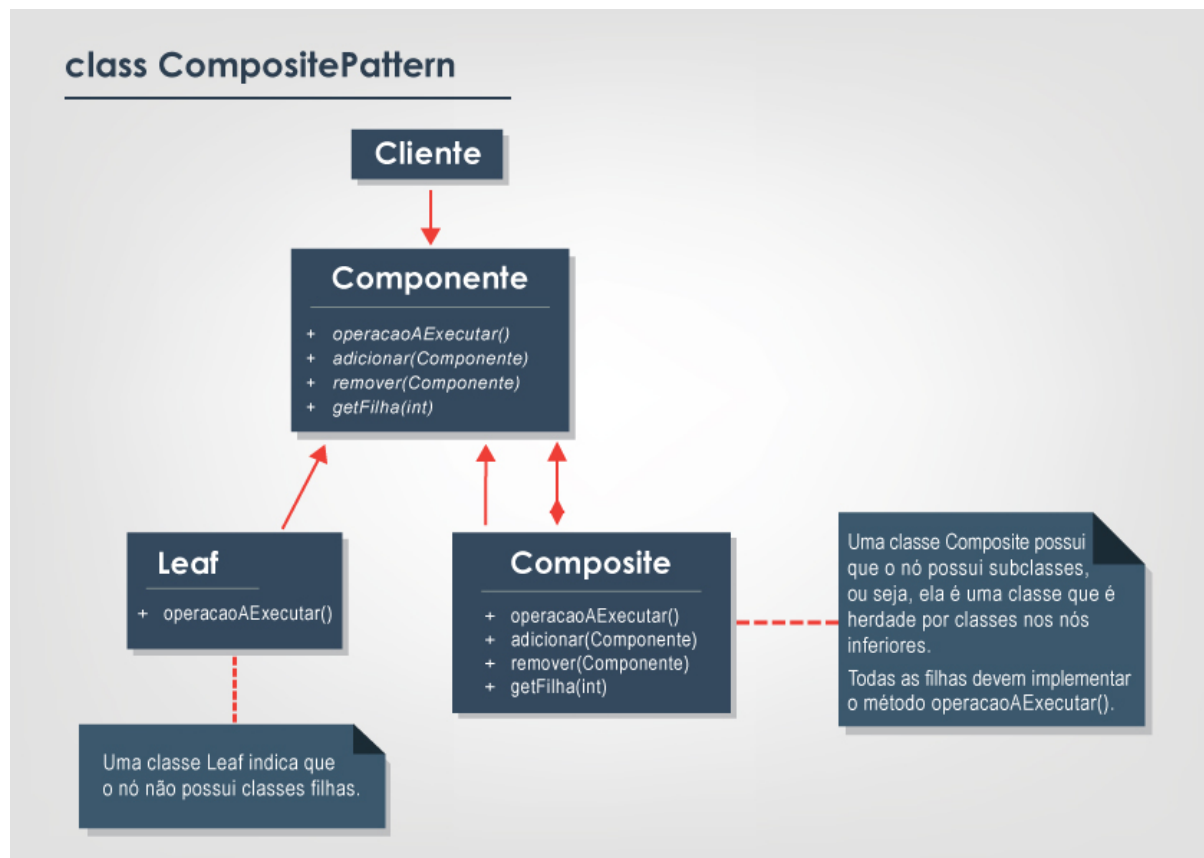 class CompositePattern
Cliente
Componente
+ operacaoAExecutar()
+ adicionar(Componente)
+ remover(Componente)
+ getFilha(int)
Leaf
+ operacaoAExecutar()
Composite
+ operacaoAExecutar()
+ adicionar(Componente)
+ remover(Componente)
+ getFilha(int)
Uma classe Composite possui
que o nó possui subclasses,
ou seja, ela é uma classe que é
herdade por classes nos nós
inferiores.
Todas as filhas devem implementar
o método operacaoAExecutar().
Uma classe Leaf indica que
o nó não possui classes filhas.